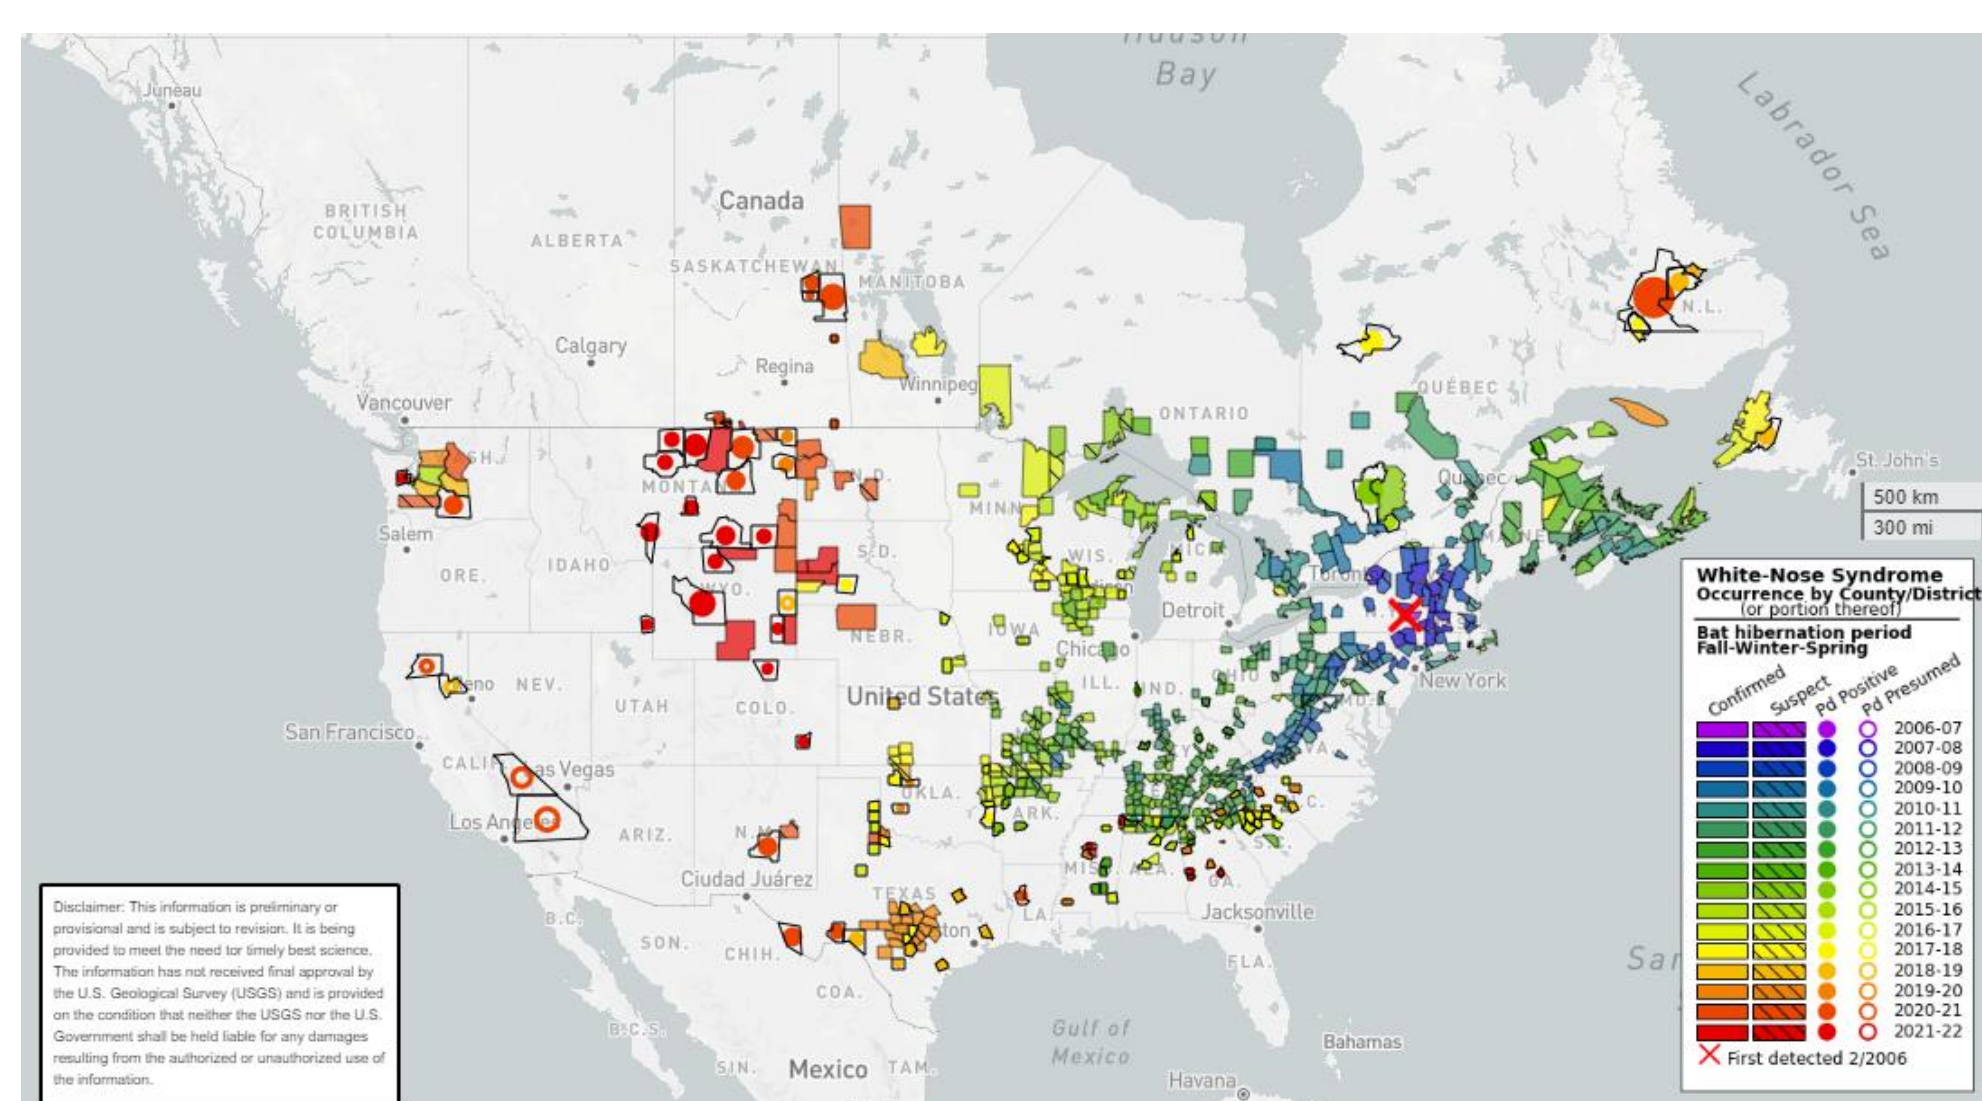 Hudson
Bay
Labrador Sea
Juneau
Canada
BRITISH
COLUMBIA
ALBERTA
SASKATCHEWAN
MANITOBA
N.L.
Calgary
Regina
Winnipeg
QUÉBEC
ONTARIO
Vancouver
St. John's
500 km
300 mi
MINN
Salem
WIS.
MICH
MAINE
ORE.
IDAHO
S.D.
WYO.
Toron
Detroit
NEBR.
IOWA
Chicago
NEV.
United States
ILL.
IND.
OHIO
New York
UTAH
COLO.
San Francisco
CALIF
as Vegas
OKLA.
Los Angeles
ARIZ.
N.M.
ARK.
S.C.
Ciudad Juárez
TEXAS
MISS.
ALA.
GA.
LA.
Jacksonville
B.C.
SON.
CHIH.
ston
FLA.
COA.
B.C.S.
Gulf of
Mexico
Bahamas
SIN.
Mexico
TAM.
Havana
Sar
Disclaimer: This information is preliminary or
provisional and is subject to revision. It is being
provided to meet the need tor timely best science.
The information has not received final approval by
the U.S. Geological Survey (USGS) and is provided
on the condition that neither the USGS nor the U.S.
Government shall be held liable for any damages
resulting from the authorized or unauthorized use of
the information.
White-Nose Syndrome
Occurrence by County/District
(or portion thereof)
Bat hibernation period
Fall-Winter-Spring
Confirmed Suspect Pd Positive Pd Presumed
2006-07
2007-08
2008-09
2009-10
2010-11
2011-12
2012-13
2013-14
2014-15
2015-16
2016-17
2017-18
2018-19
2019-20
2020-21
2021-22
First detected 2/2006